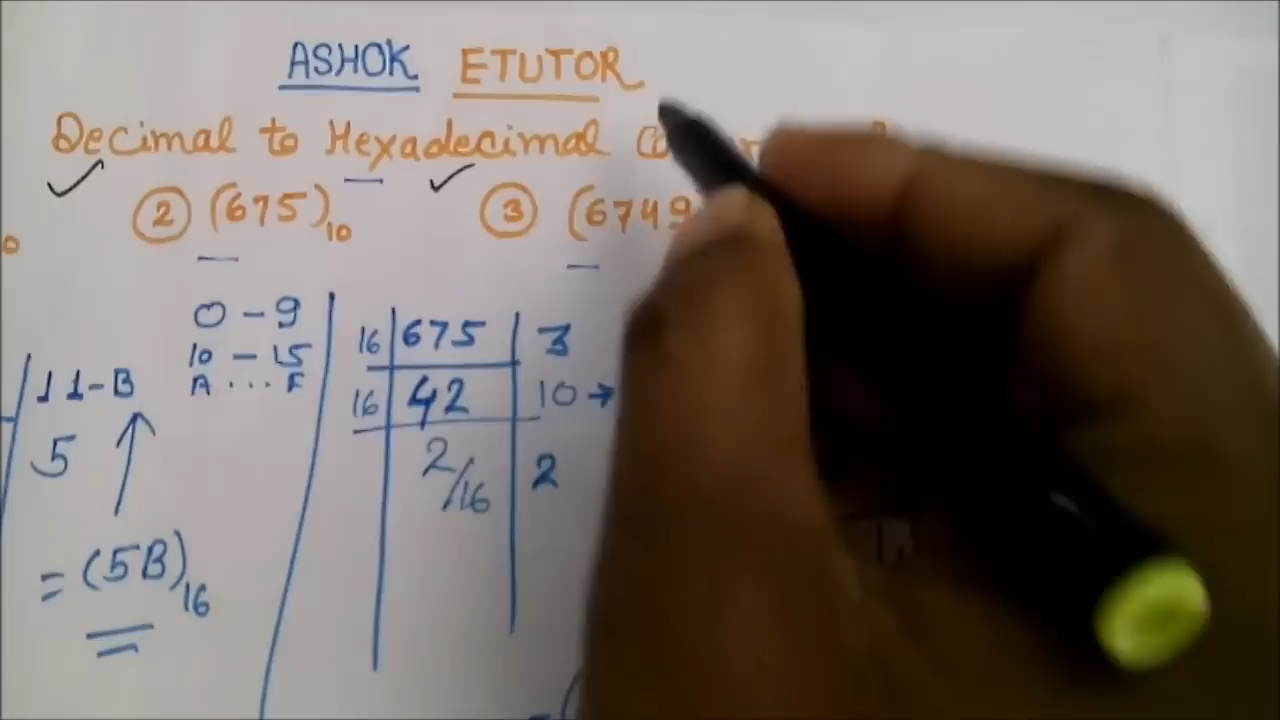 ASHOK ETUTOR
Decimal to Hexadecimal
② (675)10 ③ (6749
0 - 9
10 - 15
A ... F
11-B
5
= (5B)16
16 675 3
16 42 10→
2/16 2